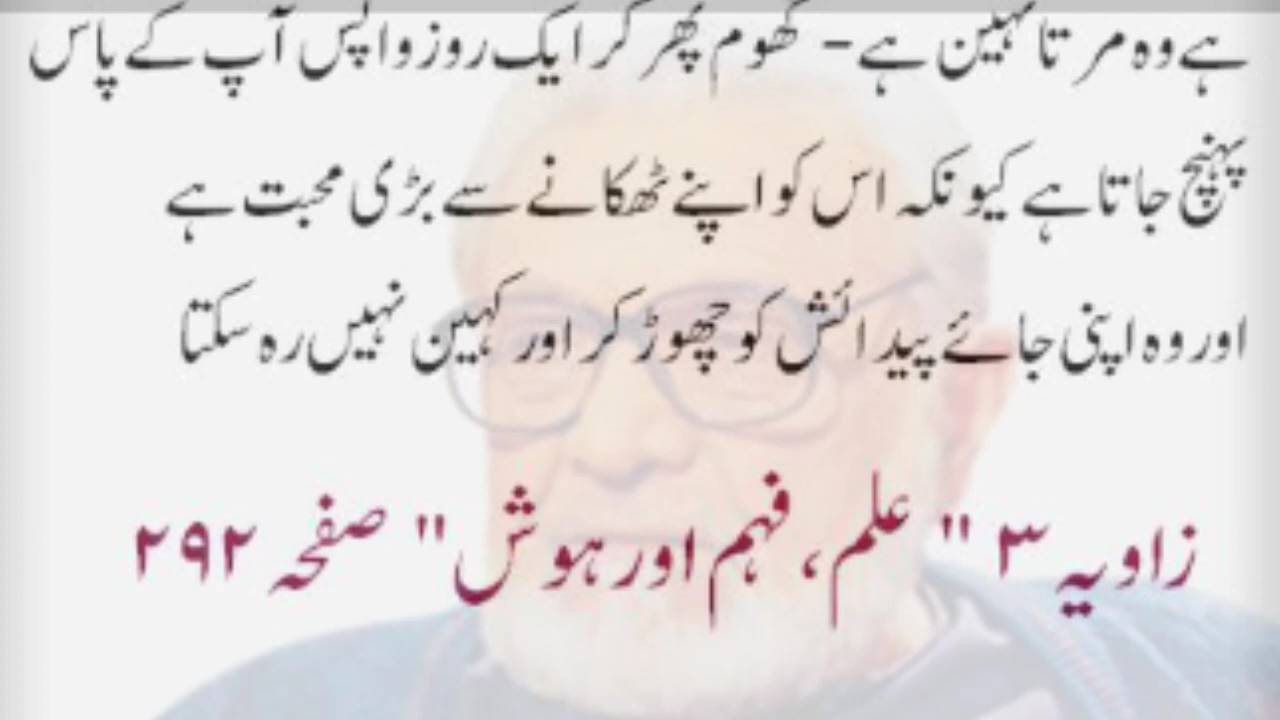 ہے وہ مرتا نہین ہے - گھوم پھر کر ایک روز واپس آپ کے پاس
پہنچ جاتا ہے کیونکہ اس کو اپنے ٹھکانے سے بڑی محبت ہے
اور وہ اپنی جائے پیدائش کو چھوڑ کر اور کہین نہیں رہ سکتا
زاویہ ۳ " علم، فہم اور ہوش" صفحہ ۲۹۲